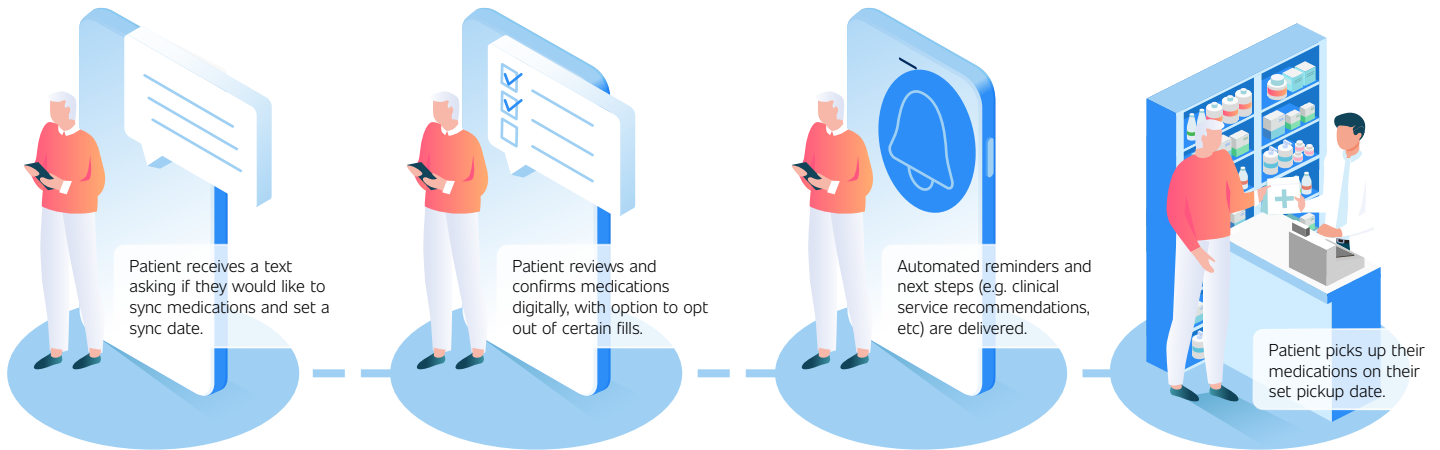 Patient receives a text
asking if they would like to
sync medications and set a
sync date.
Patient reviews and
confirms medications
digitally, with option to opt
out of certain fills.
Automated reminders and
next steps (e.g. clinical
service recommendations,
etc) are delivered.
Patient picks up their
medications on their
set pickup date.